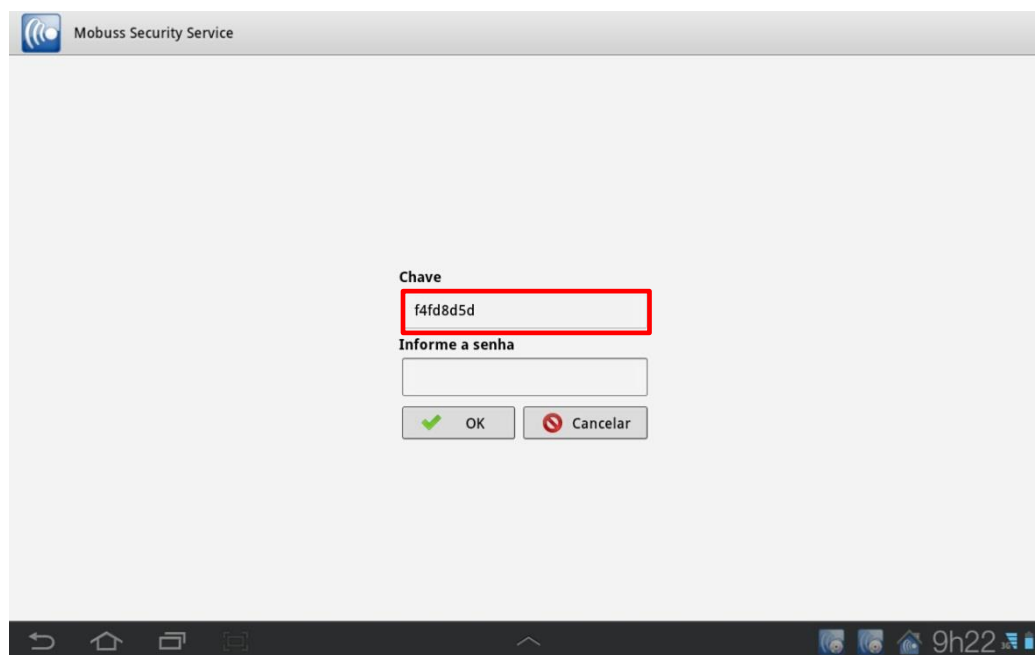 Mobuss Security Service
Chave
f4fd8d5d
Informe a senha
OK Cancelar
9h22